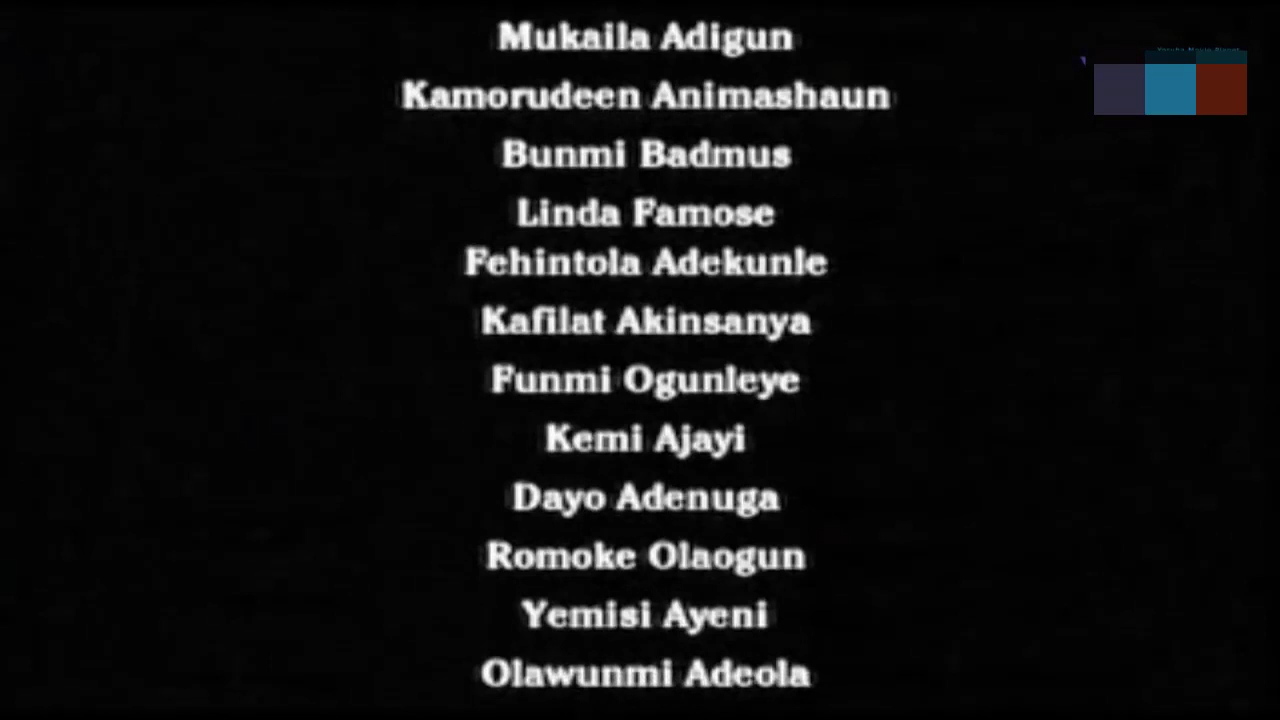 Mukaila Adigun
Kamorudeen Animashaun
Bunmi Badmus
Linda Famose
Fehintola Adekunle
Kafilat Akinsanya
Funmi Ogunleye
Kemi Ajayi
Dayo Adenuga
Romoke Olaogun
Yemisi Ayeni
Olawunmi Adeola